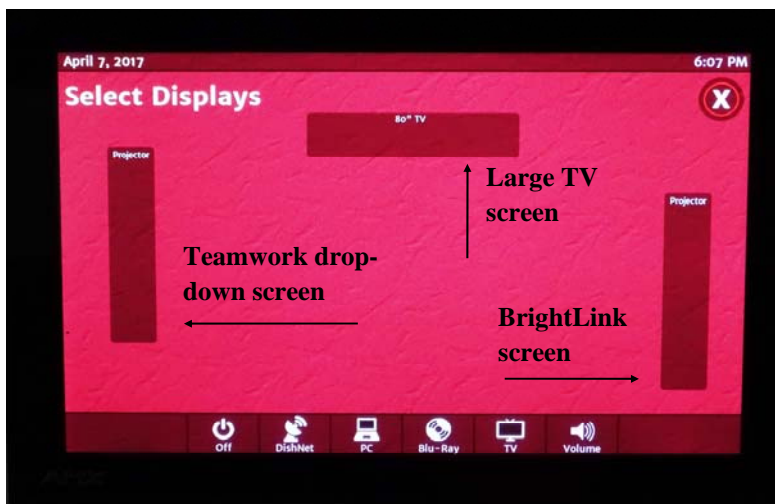 April 7, 2017
6:07 PM
Select Displays
X
80" TV
Projector
Large TV
screen
Projector
Teamwork drop-
down screen
BrightLink
screen
Off
DishNet
PC
Blu-Ray
TV
Volume